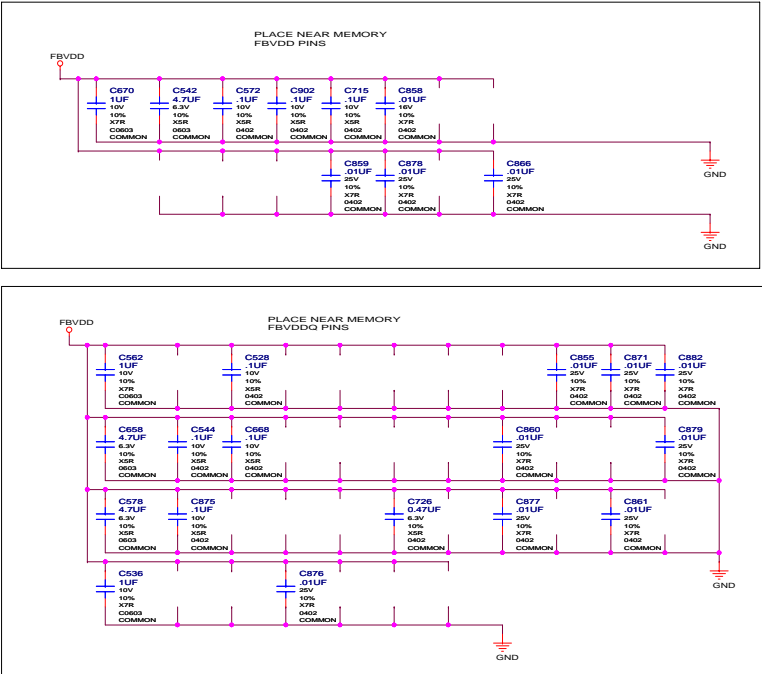 PLACE NEAR MEMORY
FBVDD PINS
FBVDD
C670
1UF
10V
10%
X7R
C0603
COMMON
C542
4.7UF
6.3V
10%
X5R
0603
COMMON
C572
.1UF
10V
10%
X5R
0402
COMMON
C902
.1UF
10V
10%
X5R
0402
COMMON
C715
.1UF
10V
10%
X5R
0402
COMMON
C858
.01UF
16V
10%
X7R
0402
COMMON
GND
C859
.01UF
25V
10%
X7R
0402
COMMON
C878
.01UF
25V
10%
X7R
0402
COMMON
C866
.01UF
25V
10%
X7R
0402
COMMON
GND
PLACE NEAR MEMORY
FBVDDQ PINS
FBVDD
C562
1UF
10V
10%
X7R
C0603
COMMON
C528
.1UF
10V
10%
X5R
0402
COMMON
C855
.01UF
25V
10%
X7R
0402
COMMON
C871
.01UF
25V
10%
X7R
0402
COMMON
C882
.01UF
25V
10%
X7R
0402
COMMON
C658
4.7UF
6.3V
10%
X5R
0603
COMMON
C544
.1UF
10V
10%
X5R
0402
COMMON
C668
.1UF
10V
10%
X5R
0402
COMMON
C860
.01UF
25V
10%
X7R
0402
COMMON
C879
.01UF
25V
10%
X7R
0402
COMMON
C578
4.7UF
6.3V
10%
X5R
0603
COMMON
C875
.1UF
10V
10%
X5R
0402
COMMON
C726
0.47UF
6.3V
10%
X5R
0402
COMMON
C877
.01UF
25V
10%
X7R
0402
COMMON
C861
.01UF
25V
10%
X7R
0402
COMMON
GND
C536
1UF
10V
10%
X7R
C0603
COMMON
C876
.01UF
25V
10%
X7R
0402
COMMON
GND